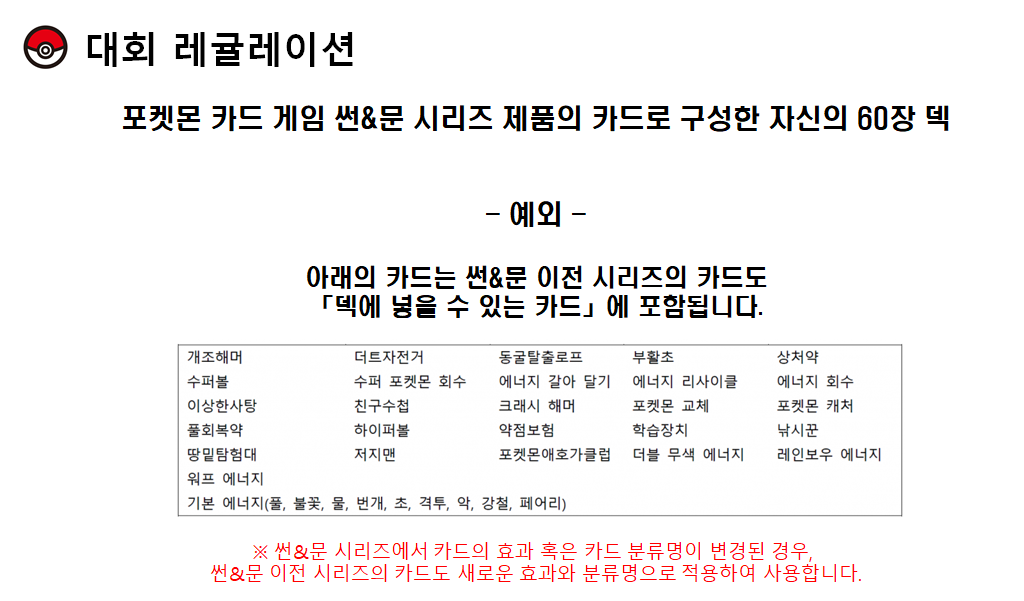 대회 레귤레이션
포켓몬 카드 게임 썬&문 시리즈 제품의 카드로 구성한 자신의 60장 덱
- 예외 -
아래의 카드는 썬&문 이전 시리즈의 카드도
「덱에 넣을 수 있는 카드」에 포함됩니다.
개조해머 더트자전거 동굴탈출로프 부활초 상처약
수퍼볼 수퍼 포켓몬 회수 에너지 갈아 달기 에너지 리사이클 에너지 회수
이상한사탕 친구수첩 크래시 해머 포켓몬 교체 포켓몬 캐처
풀회복약 하이퍼볼 약점보험 학습장치 낚시꾼
땅밑탐험대 저지맨 포켓몬애호가클럽 더블 무색 에너지 레인보우 에너지
워프 에너지
기본 에너지(풀, 불꽃, 물, 번개, 초, 격투, 악, 강철, 페어리)
※ 썬&문 시리즈에서 카드의 효과 혹은 카드 분류명이 변경된 경우,
썬&문 이전 시리즈의 카드도 새로운 효과와 분류명으로 적용하여 사용합니다.